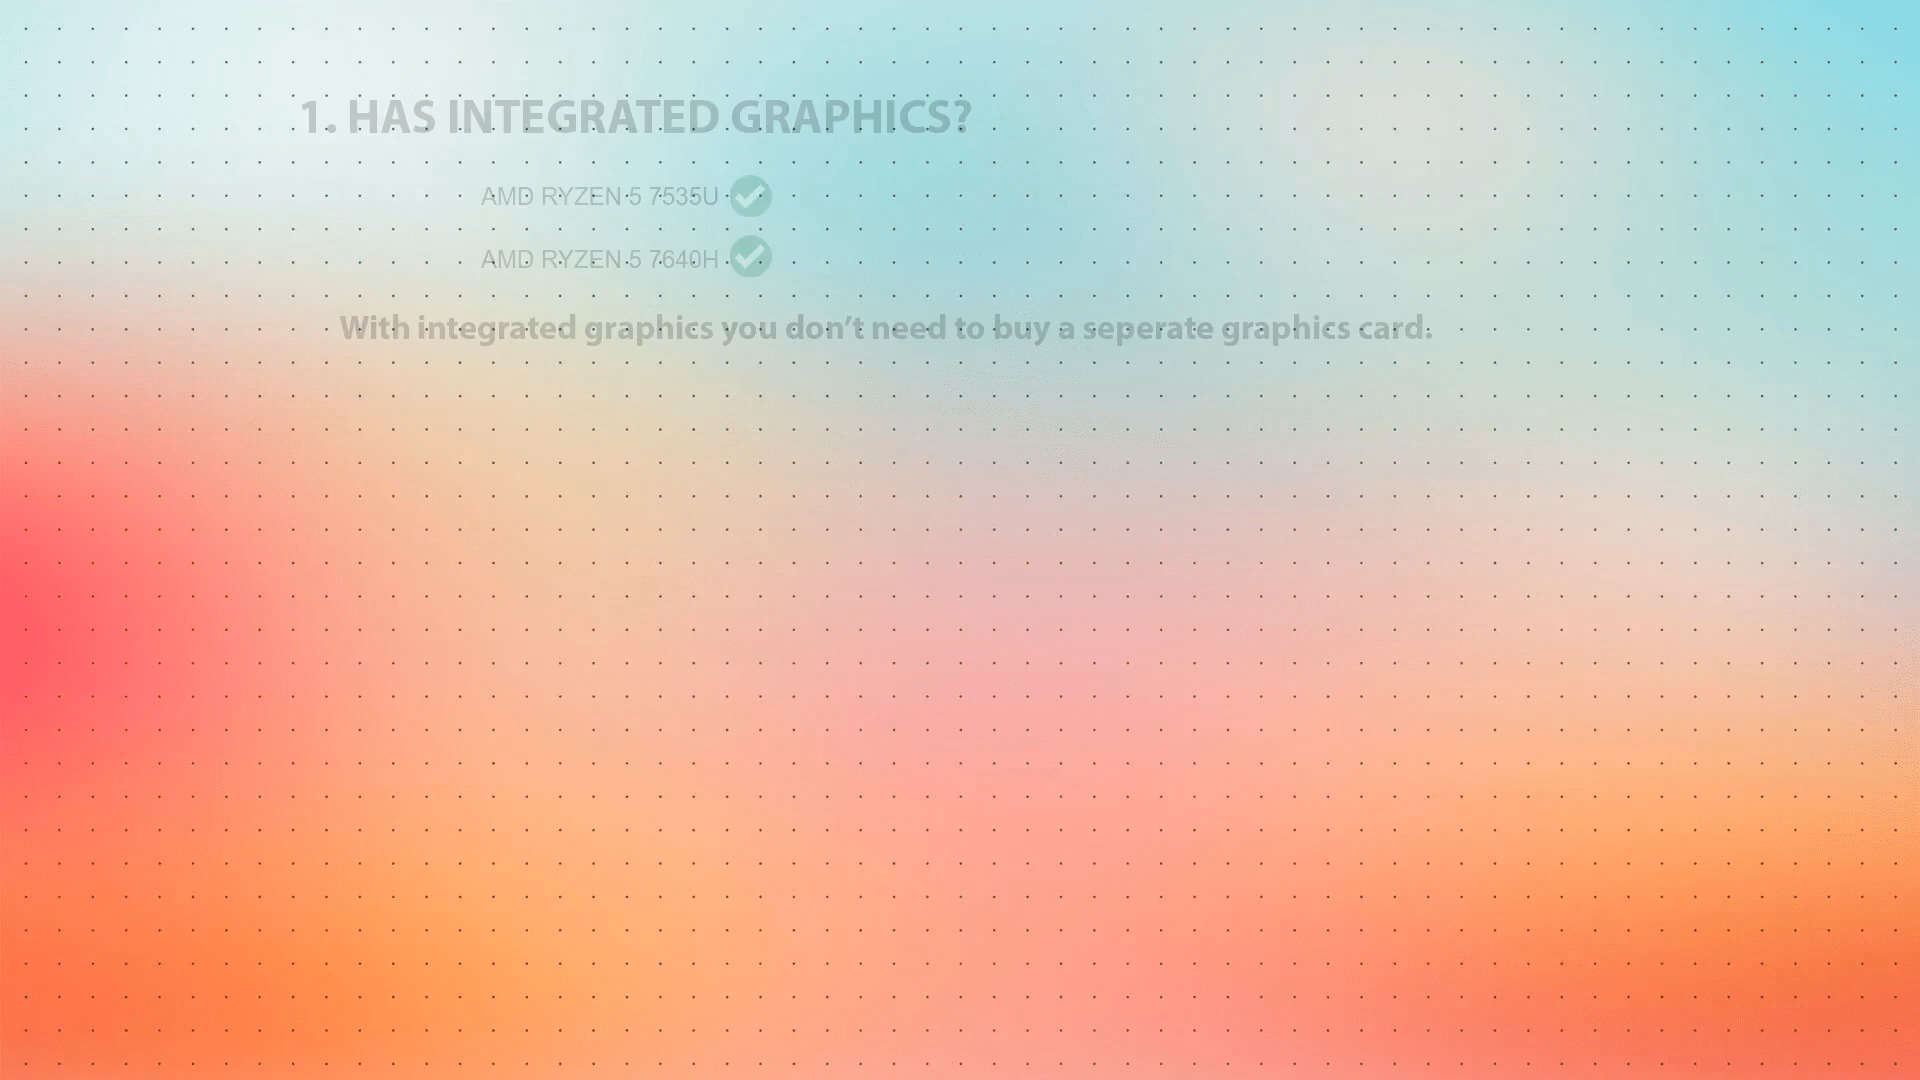 1. HAS INTEGRATED GRAPHICS?
AMD RYZEN 5 7535U
AMD RYZEN 5 7640H
With integrated graphics you don’t need to buy a seperate graphics card.